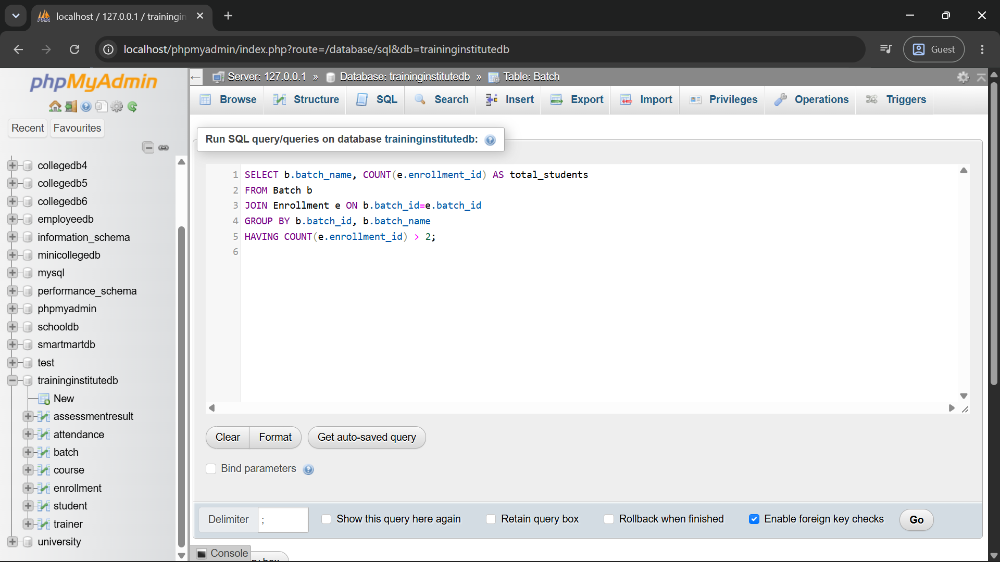 localhost / 127.0.0.1 / trainingin
localhost/phpmyadmin/index.php?route=/database/sql&db=traininginstitutedb
Guest
phpMyAdmin
Recent
Favourites
collegedb4
collegedb5
collegedb6
employeedb
information_schema
minicollegedb
mysql
performance_schema
phpmyadmin
schooldb
smartmartdb
test
traininginstitutedb
New
assessmentresult
attendance
batch
course
enrollment
student
trainer
university
Server: 127.0.0.1 » Database: traininginstitutedb » Table: Batch
Browse
Structure
SQL
Search
Insert
Export
Import
Privileges
Operations
Triggers
Run SQL query/queries on database traininginstitutedb:
1 SELECT b.batch_name, COUNT(e.enrollment_id) AS total_students
2 FROM Batch b
3 JOIN Enrollment e ON b.batch_id=e.batch_id
4 GROUP BY b.batch_id, b.batch_name
5 HAVING COUNT(e.enrollment_id) > 2;
6
Clear
Format
Get auto-saved query
Bind parameters
Delimiter
;
Show this query here again
Retain query box
Rollback when finished
Enable foreign key checks
Go
Console